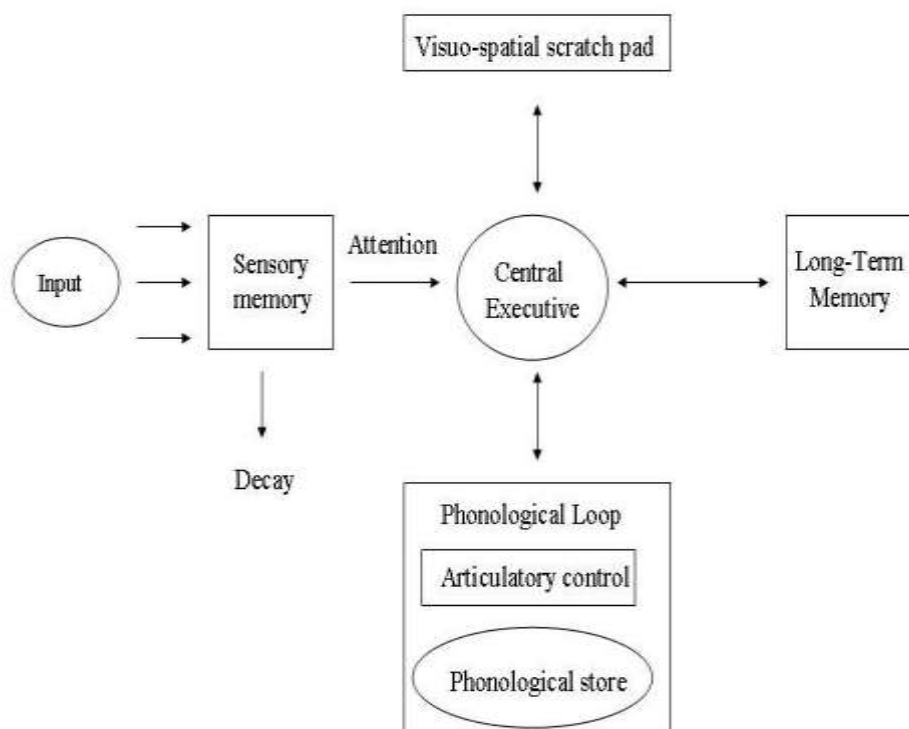 Visuo-spatial scratch pad
Input
Sensory
memory
Attention
Central
Executive
Long-Term
Memory
Decay
Phonological Loop
Articulatory control
Phonological store